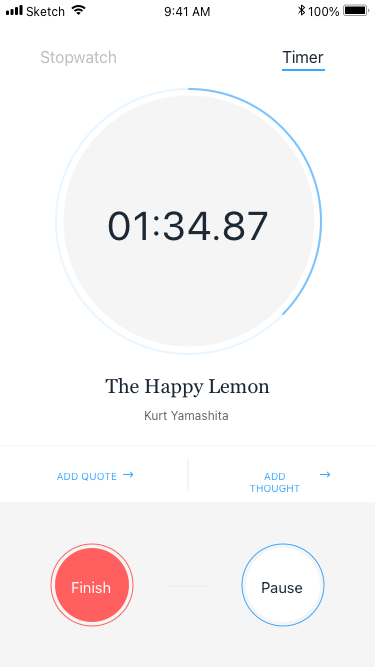 Sketch 9:41 AM 100%
Stopwatch Timer
01:34.87
The Happy Lemon
Kurt Yamashita
ADD QUOTE → ADD THOUGHT →
Finish Pause